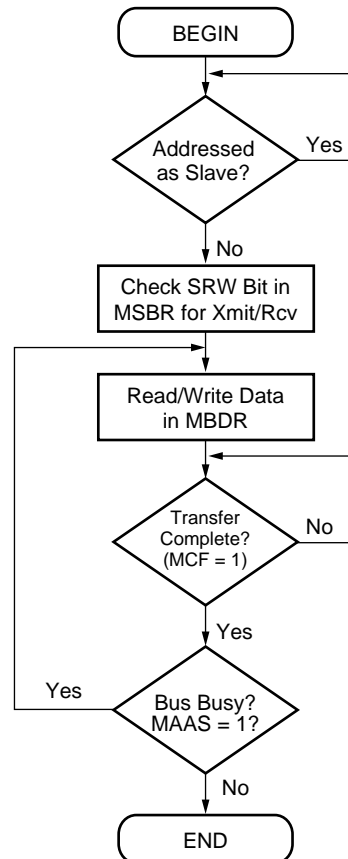 BEGIN
Addressed
as Slave?
Yes
No
Check SRW Bit in
MSBR for Xmit/Rcv
Read/Write Data
in MBDR
Transfer
Complete?
(MCF = 1)
No
Yes
Yes
Bus Busy?
MAAS = 1?
No
END